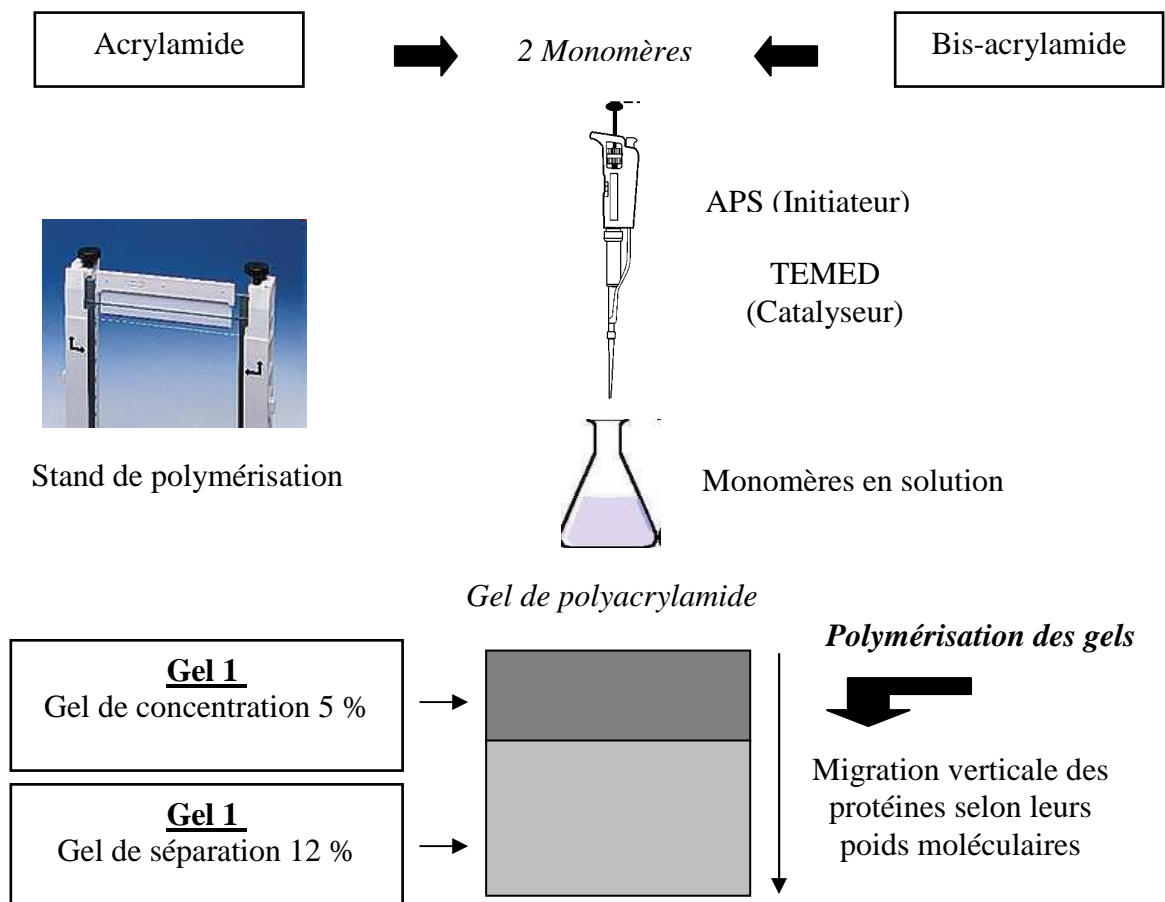 Acrylamide
2 Monomères
Bis-acrylamide
APS (Initiateur)
TEMED
(Catalyseur)
Stand de polymérisation
Monomères en solution
Gel de polyacrylamide
Polymérisation des gels
Gel 1
Gel de concentration 5 %
Migration verticale des
protéines selon leurs
poids moléculaires
Gel 1
Gel de séparation 12 %